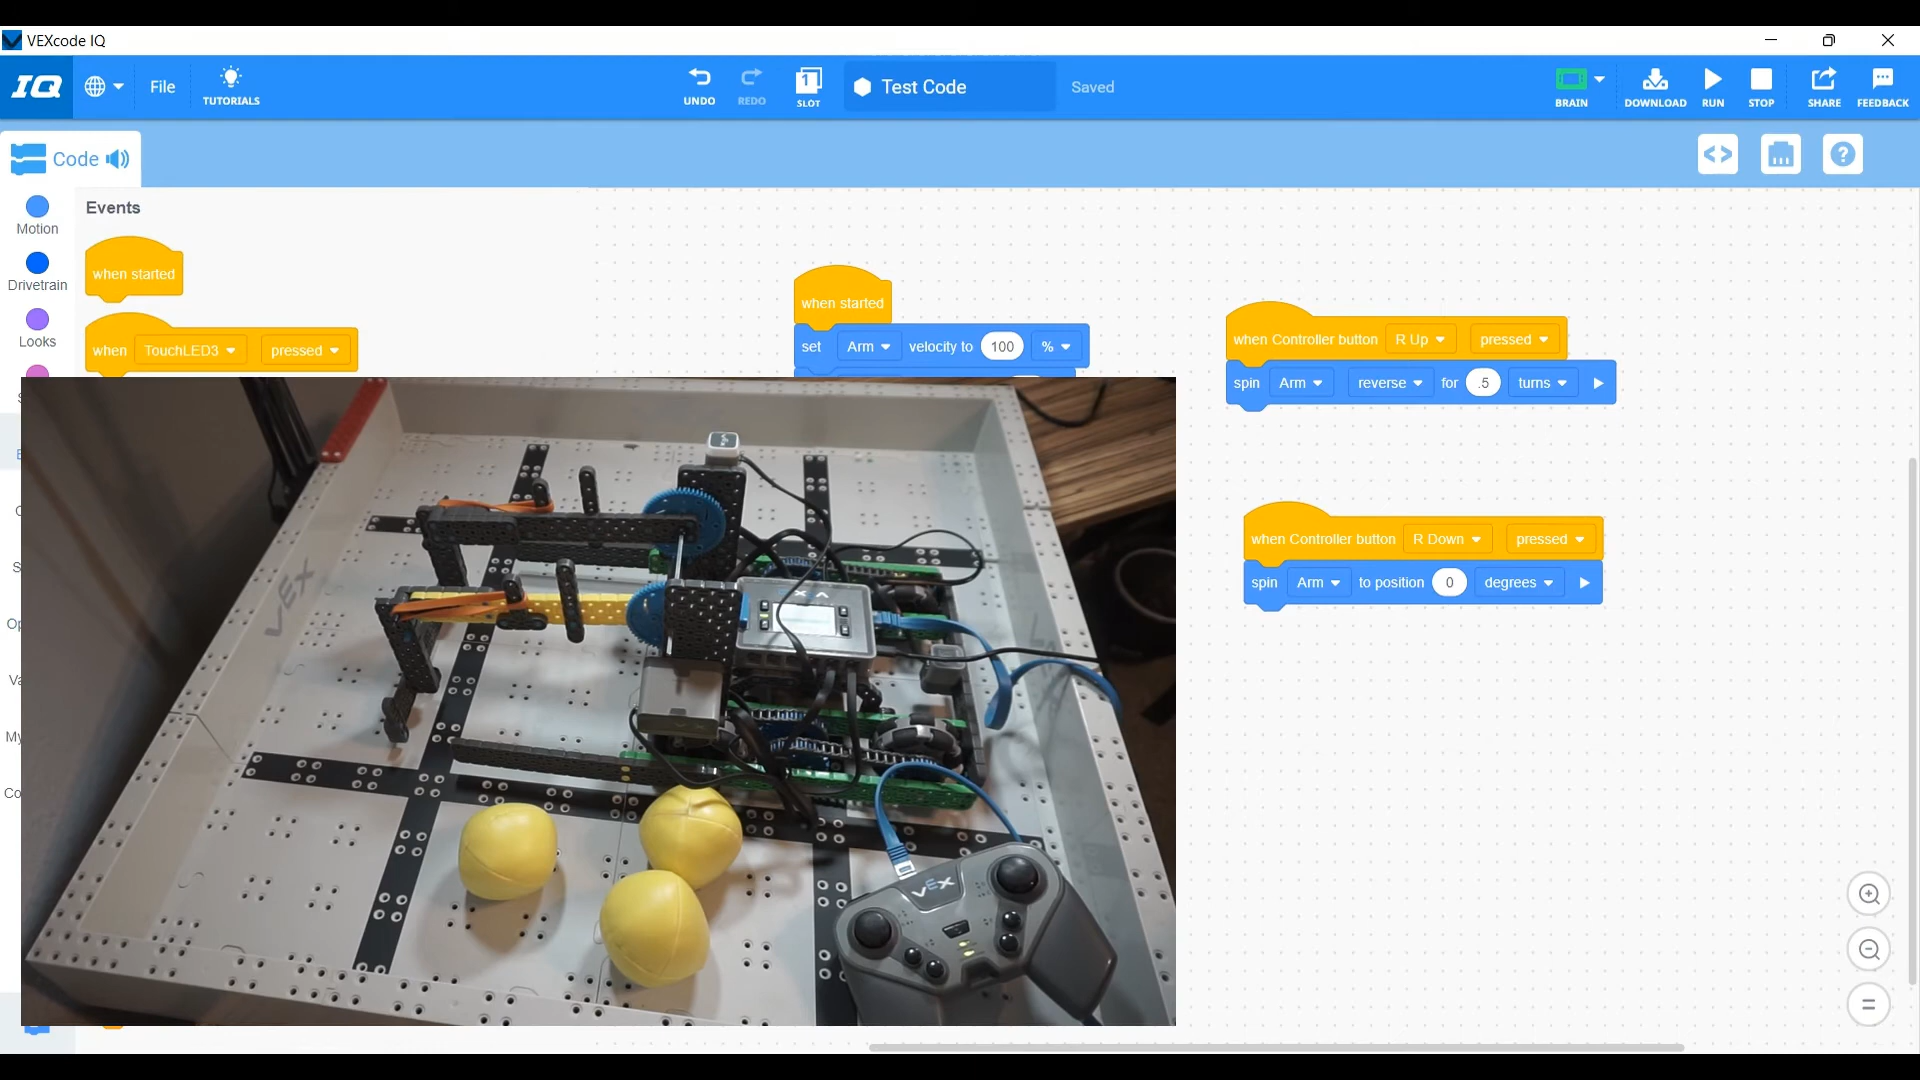 VEXcode IQ
IQ
File
TUTORIALS
UNDO
REDO
1
SLOT
Test Code
Saved
BRAIN
DOWNLOAD
RUN
STOP
SHARE
FEEDBACK
Code
Motion
Drivetrain
Looks
Events
when started
when TouchLED3 pressed
when started
set Arm velocity to 100 %
when Controller button R Up pressed
spin Arm reverse for .5 turns
when Controller button R Down pressed
spin Arm to position 0 degrees
VEX
VEX
VEX